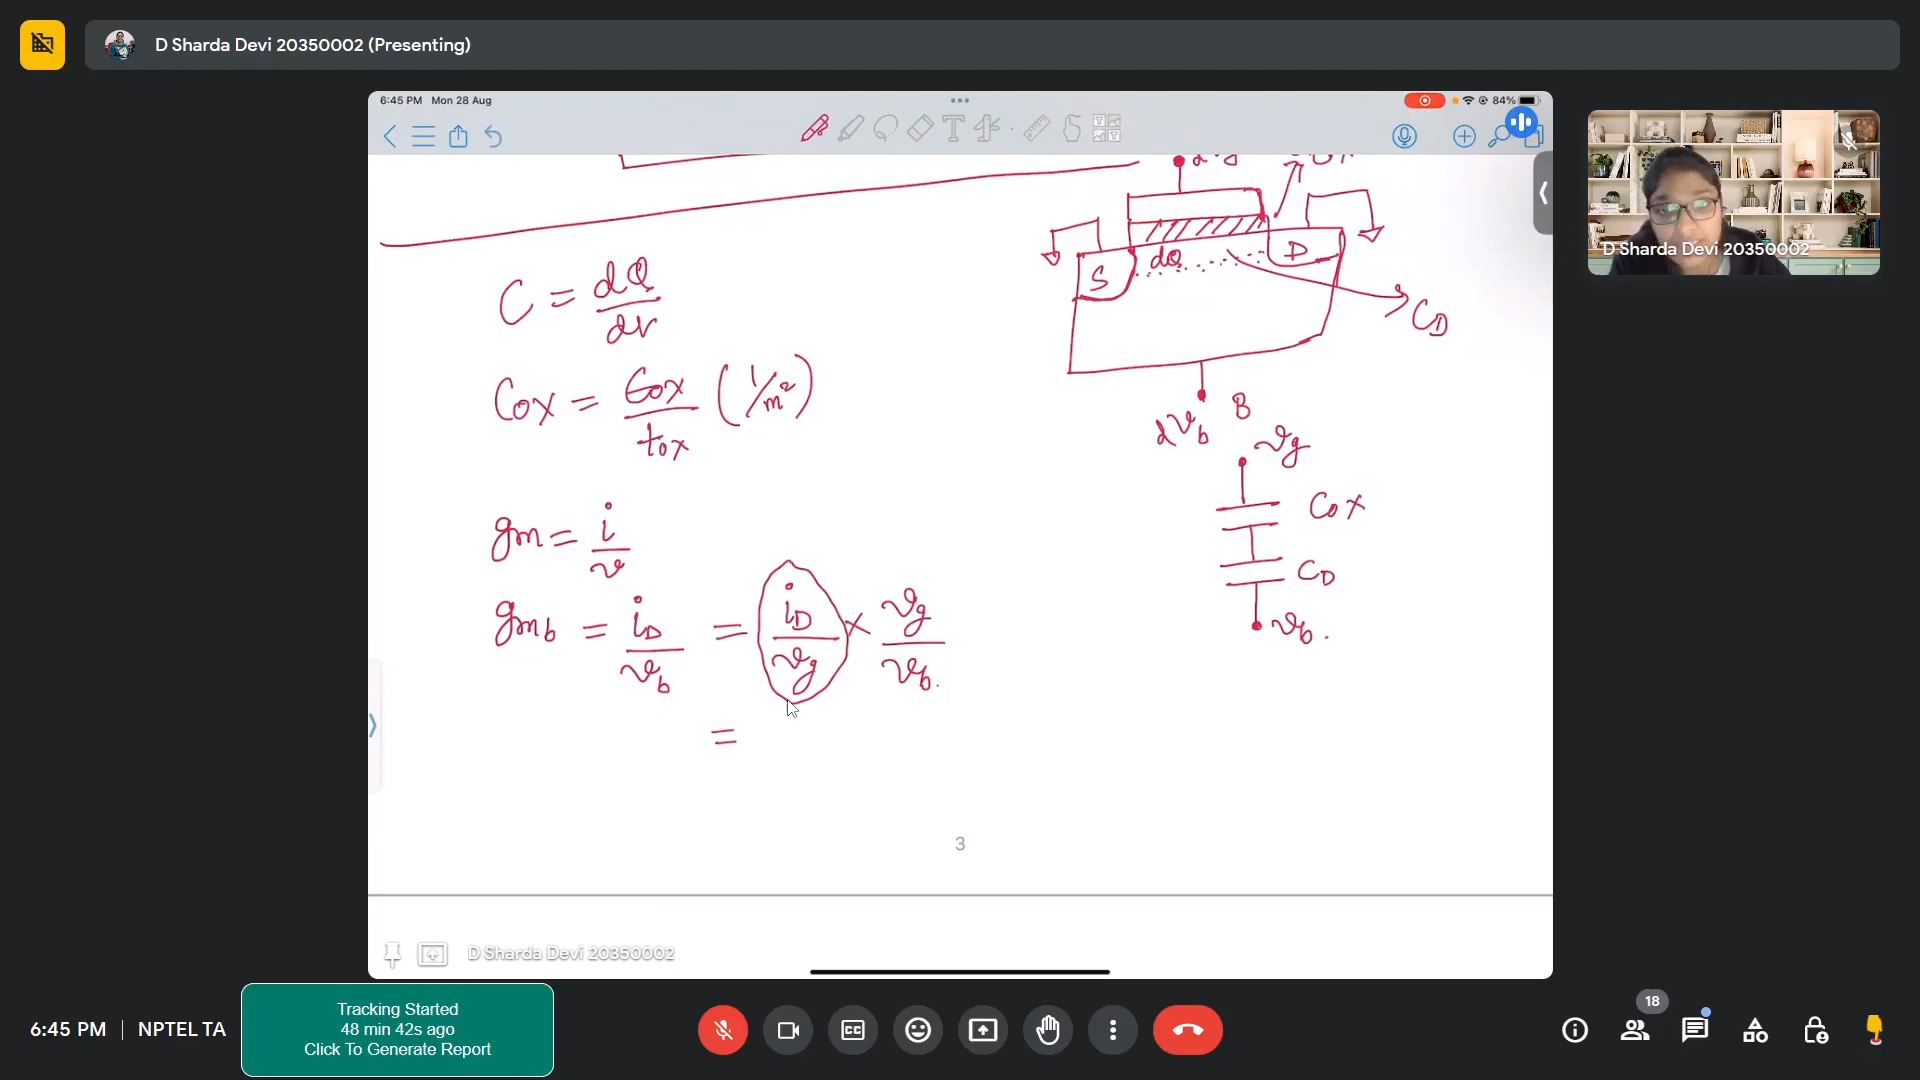 D Sharda Devi 20350002 (Presenting)
6:45 PM Mon 28 Aug
84%
C = dQ/dv
Cox = Єox/tox (1/m²)
gm = i/v
gmb = iD/vb = iD/vg × vg/vb.
=
S
dQ
D
CD
dvb
B
vg
Cox
CD
vb.
3
D Sharda Devi 20350002
D Sharda Devi 20350002
6:45 PM | NPTEL TA
Tracking Started
48 min 42s ago
Click To Generate Report
CC
18